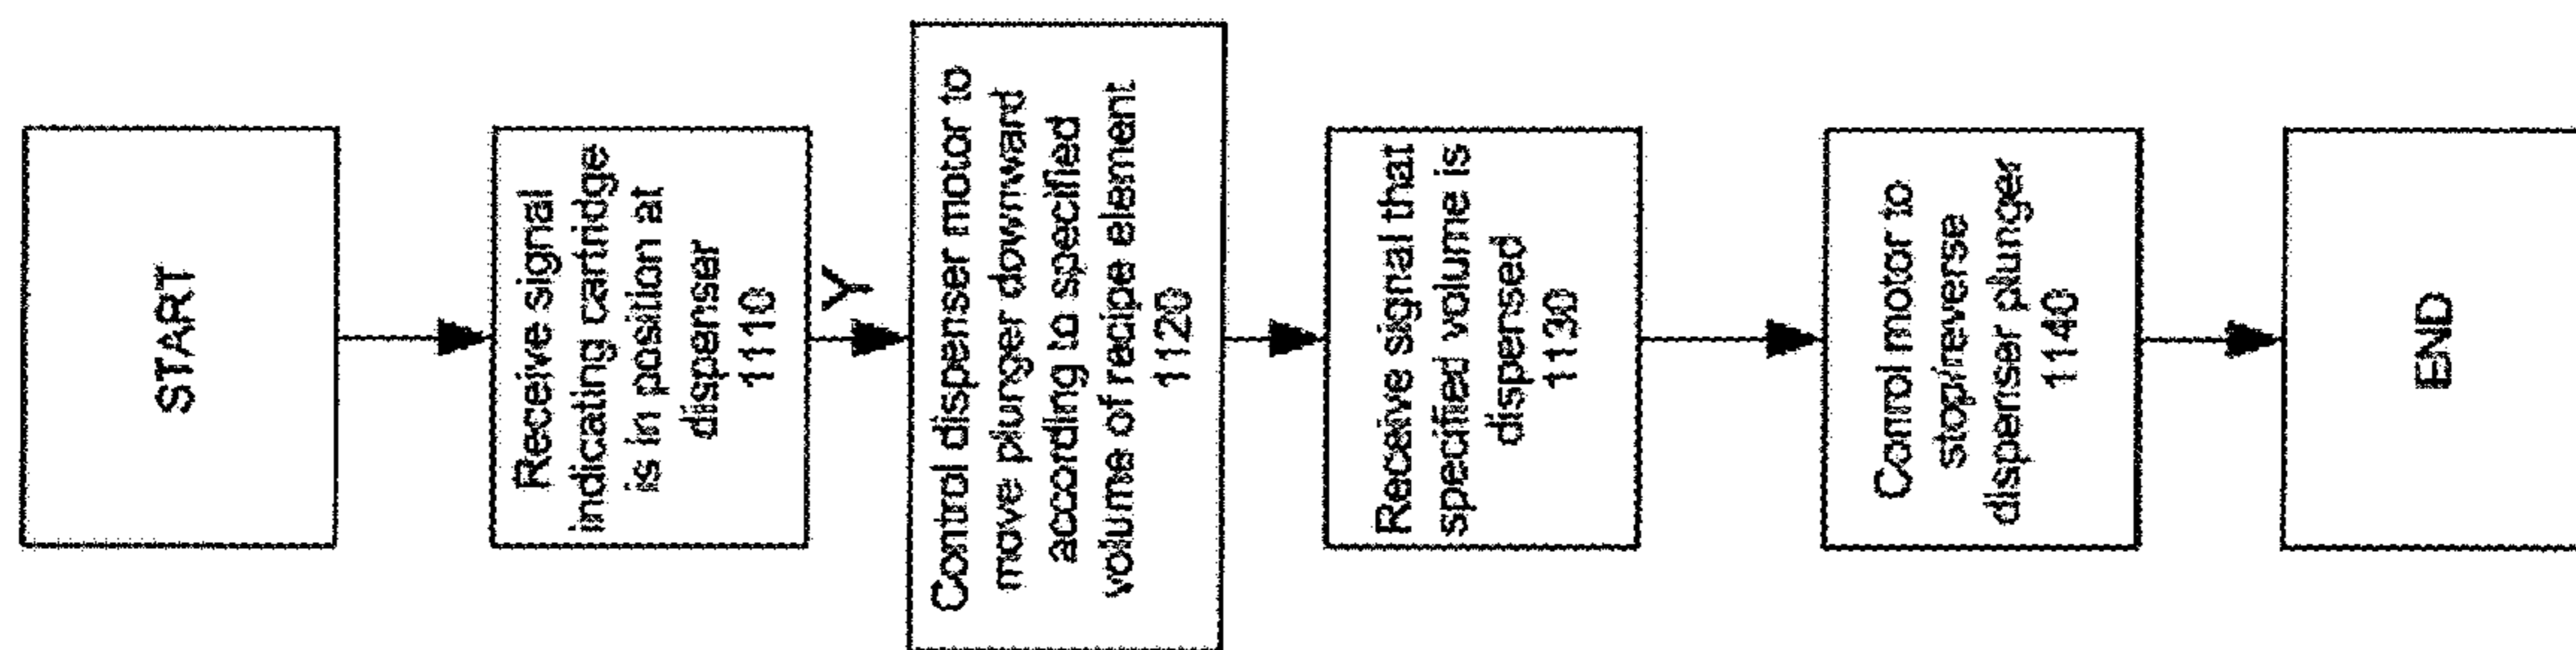 START
Receive signal
indicating cartridge
is in position at
dispenser
1110
Y
Control dispenser motor to
move plunger downward
according to specified
volume of recipe element
1120
Receive signal that
specified volume is
dispensed
1130
Control motor to
stop/reverse
dispenser plunger
1140
END